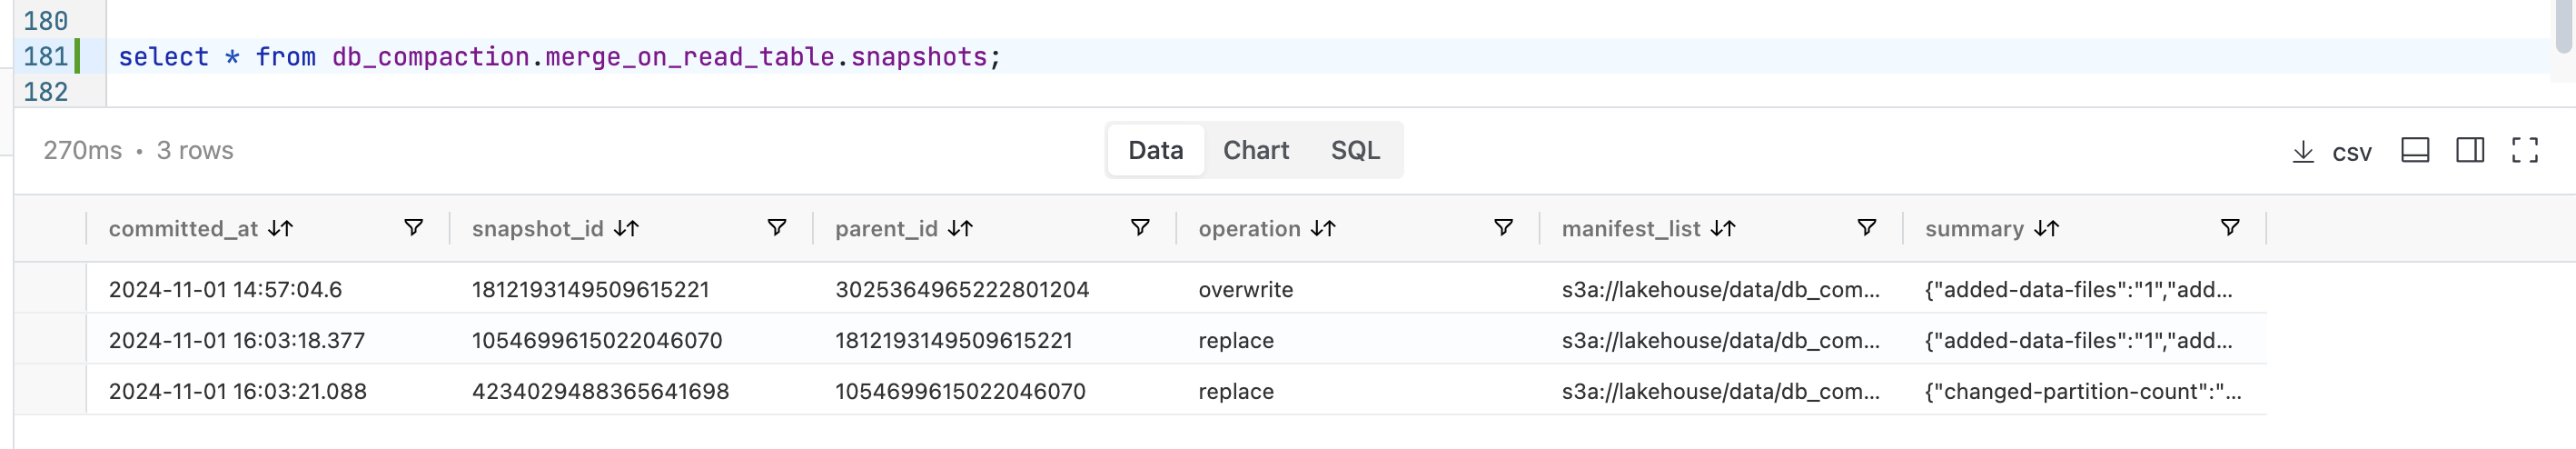 180
181 select * from db_compaction.merge_on_read_table.snapshots;
182
270ms • 3 rows Data Chart SQL csv
committed_at snapshot_id parent_id operation manifest_list summary
2024-11-01 14:57:04.6 1812193149509615221 3025364965222801204 overwrite s3a://lakehouse/data/db_com... {"added-data-files":"1","add...
2024-11-01 16:03:18.377 1054699615022046070 1812193149509615221 replace s3a://lakehouse/data/db_com... {"added-data-files":"1","add...
2024-11-01 16:03:21.088 4234029488365641698 1054699615022046070 replace s3a://lakehouse/data/db_com... {"changed-partition-count":"...